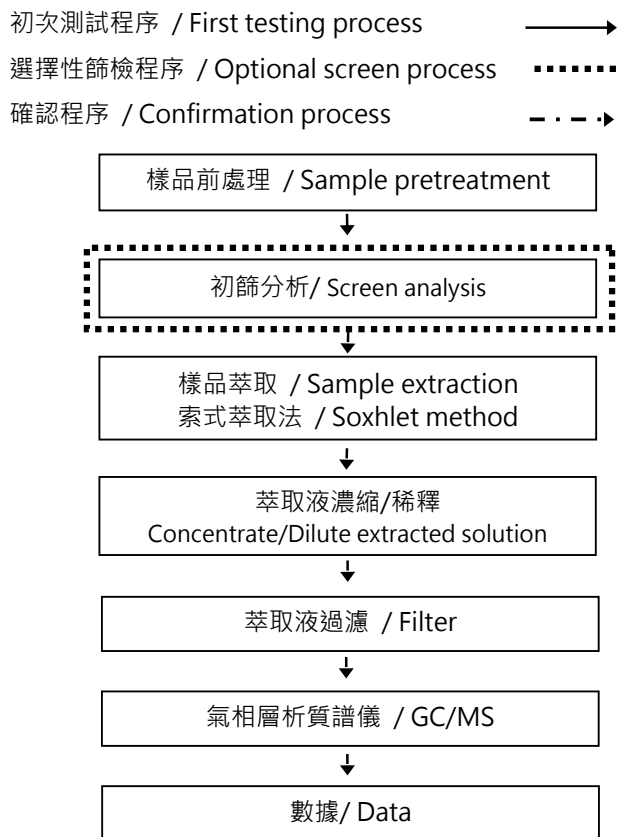 初次測試程序 / First testing process
選擇性篩檢程序 / Optional screen process
確認程序 / Confirmation process
樣品前處理 / Sample pretreatment
初篩分析/ Screen analysis
樣品萃取 / Sample extraction
索式萃取法 / Soxhlet method
萃取液濃縮/稀釋
Concentrate/Dilute extracted solution
萃取液過濾 / Filter
氣相層析質譜儀 / GC/MS
數據/ Data